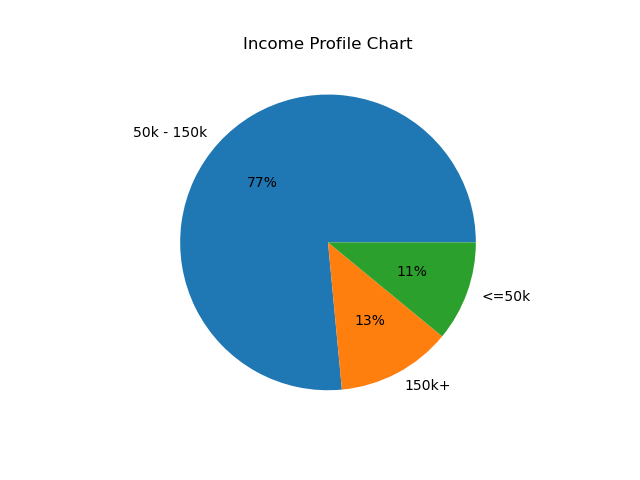 Income Profile Chart
50k - 150k
77%
11%
<=50k
13%
150k+